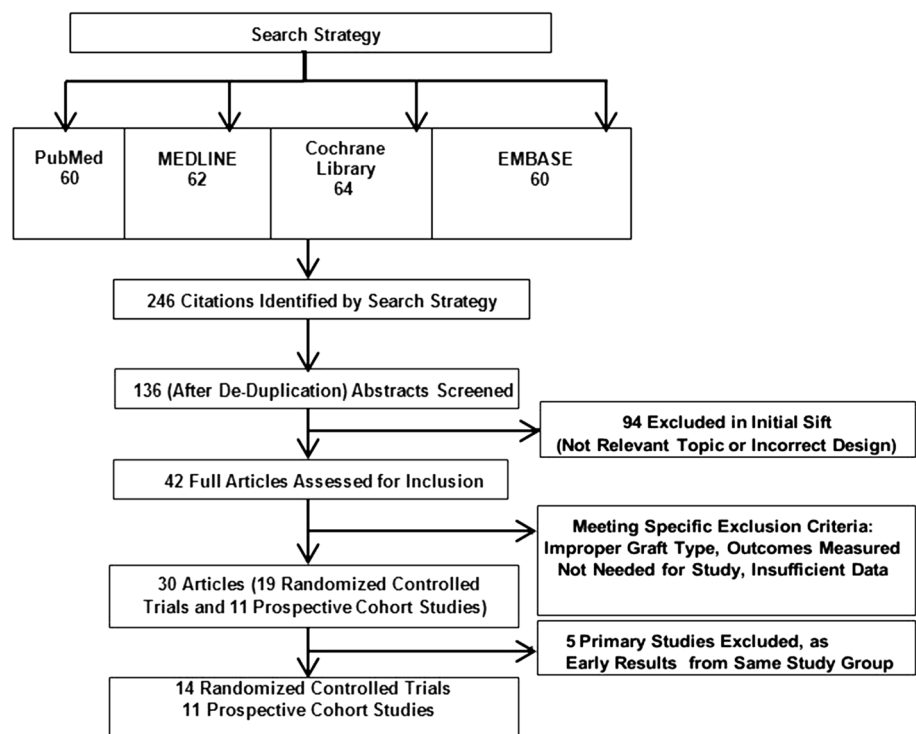 Search Strategy
PubMed
60
MEDLINE
62
Cochrane
Library
64
EMBASE
60
246 Citations Identified by Search Strategy
136 (After De-Duplication) Abstracts Screened
94 Excluded in Initial Sift
(Not Relevant Topic or Incorrect Design)
42 Full Articles Assessed for Inclusion
Meeting Specific Exclusion Criteria:
Improper Graft Type, Outcomes Measured
Not Needed for Study, Insufficient Data
30 Articles (19 Randomized Controlled
Trials and 11 Prospective Cohort Studies)
5 Primary Studies Excluded, as
Early Results from Same Study Group
14 Randomized Controlled Trials
11 Prospective Cohort Studies